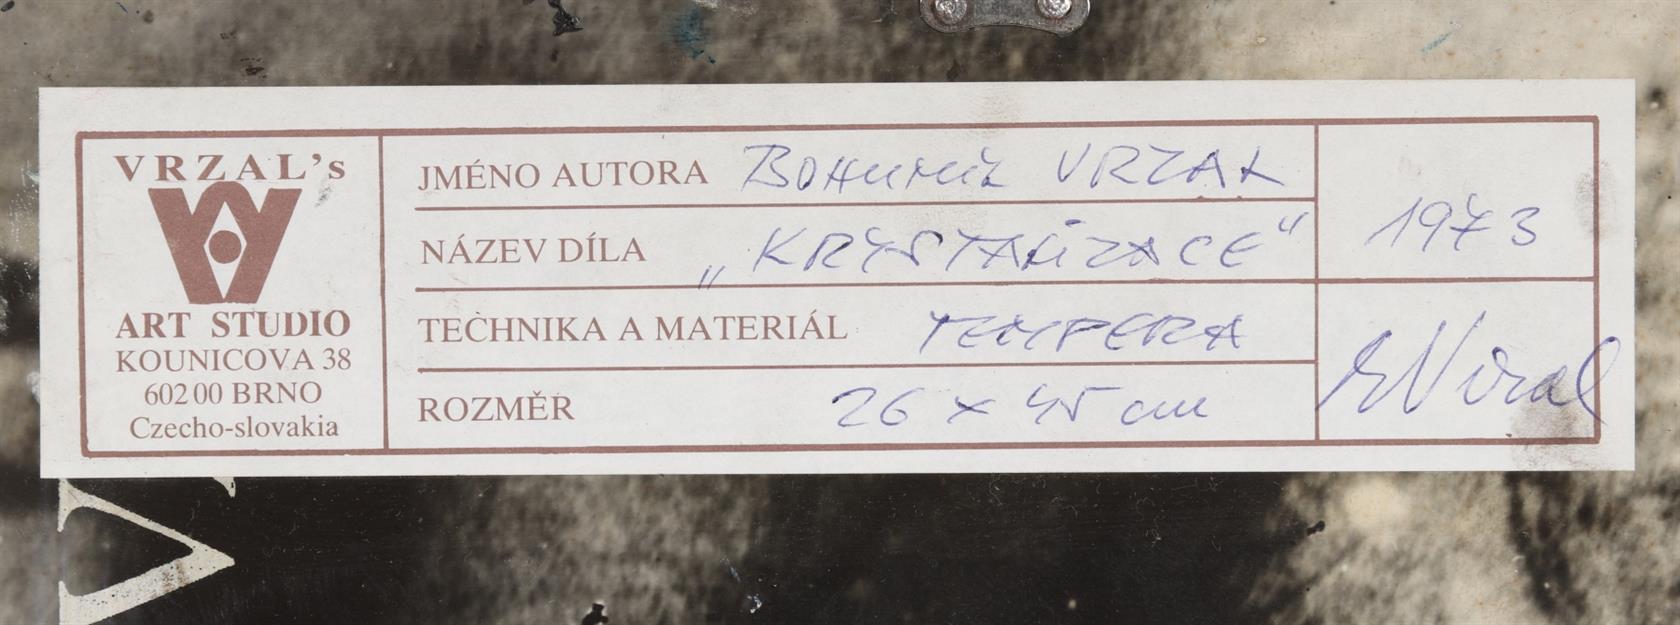 VRZAL's
ART STUDIO
KOUNICOVA 38
602 00 BRNO
Czecho-slovakia
JMÉNO AUTORA BOHUMIL VRZAL
NÁZEV DÍLA „KRYSTALIZACE"
TECHNIKA A MATERIÁL TEMPERA
ROZMĚR 26 x 45 cm
1973
BVrzal
V